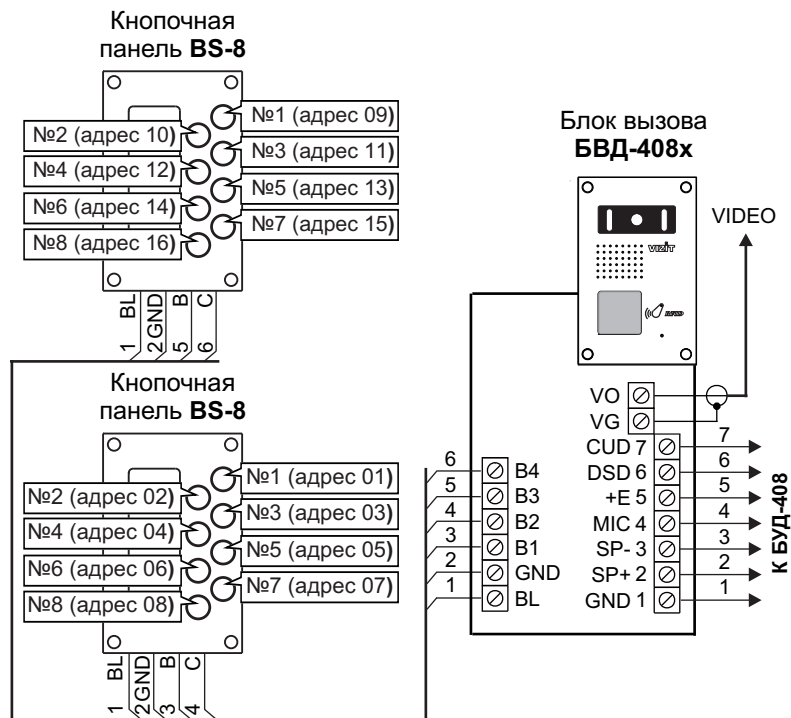 Кнопочная
панель BS-8
№1 (адрес 09)
№2 (адрес 10)
№3 (адрес 11)
№4 (адрес 12)
№5 (адрес 13)
№6 (адрес 14)
№7 (адрес 15)
№8 (адрес 16)
1 BL
2 GND
5 B
6 C
Кнопочная
панель BS-8
№1 (адрес 01)
№2 (адрес 02)
№3 (адрес 03)
№4 (адрес 04)
№5 (адрес 05)
№6 (адрес 06)
№7 (адрес 07)
№8 (адрес 08)
1 BL
2GND
3 B
4 C
Блок вызова
БВД-408х
VIDEO
VIZIT
RFID
VO
VG
CUD 7 7
DSD 6 6
+E 5 5
MIC 4 4
SP- 3 3
SP+ 2 2
GND 1 1
К БУД-408
6 B4
5 B3
4 B2
3 B1
2 GND
1 BL